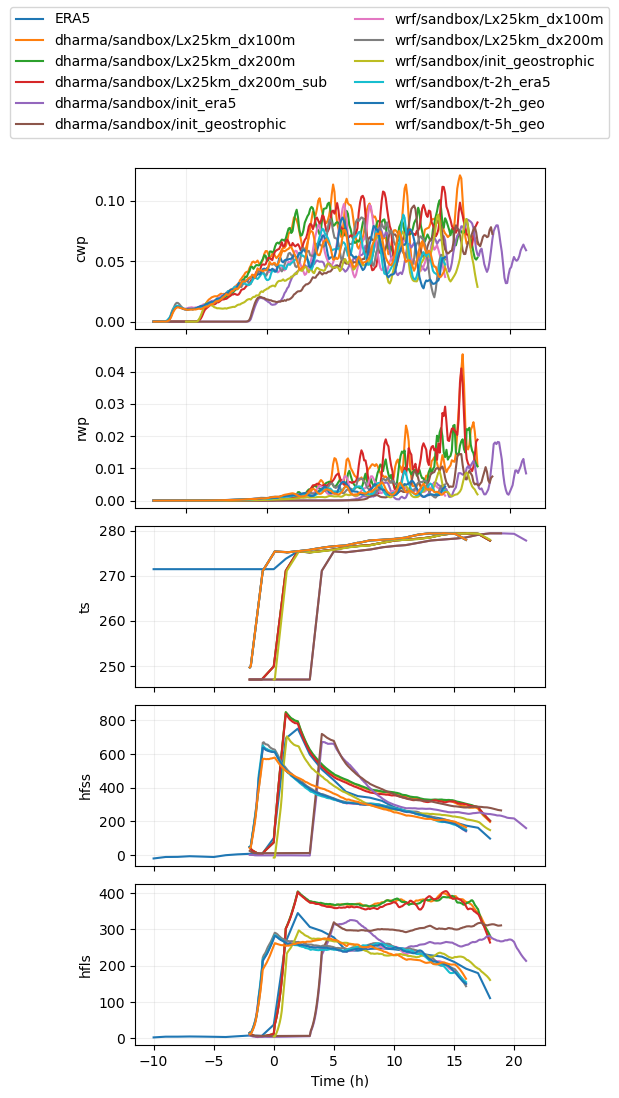 ERA5
dharma/sandbox/Lx25km_dx100m
dharma/sandbox/Lx25km_dx200m
dharma/sandbox/Lx25km_dx200m_sub
dharma/sandbox/init_era5
dharma/sandbox/init_geostrophic
wrf/sandbox/Lx25km_dx100m
wrf/sandbox/Lx25km_dx200m
wrf/sandbox/init_geostrophic
wrf/sandbox/t-2h_era5
wrf/sandbox/t-2h_geo
wrf/sandbox/t-5h_geo
0.10
0.05
0.00
cwp
0.04
0.03
0.02
0.01
0.00
rwp
280
270
260
250
ts
800
600
400
200
0
hfss
400
300
200
100
0
hfls
−10 −5 0 5 10 15 20
Time (h)